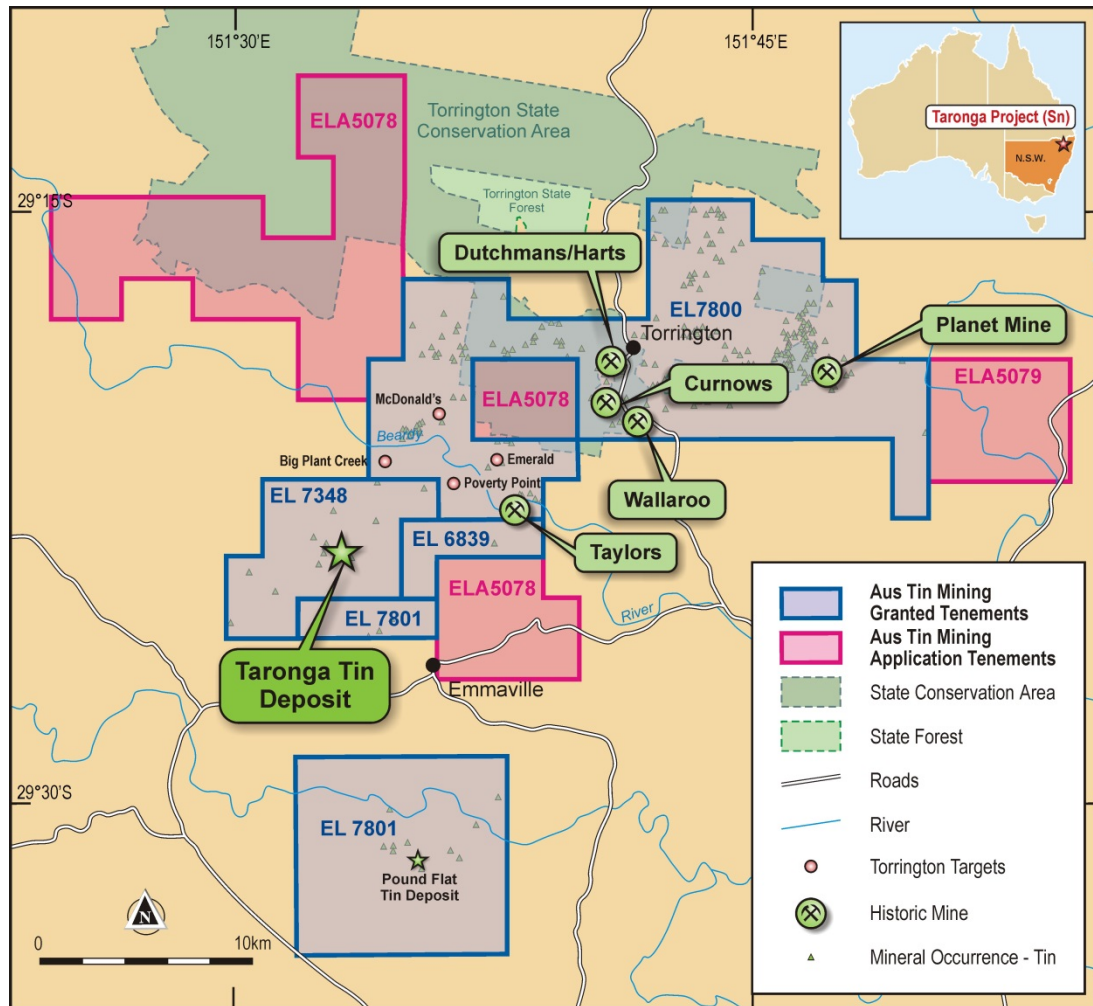 151°30'E
151°45'E
29°15'S
29°30'S
ELA5078
Torrington State
Conservation Area
Torrington State
Forest
Taronga Project (Sn)
N.S.W.
Dutchmans/Harts
EL7800
Torrington
Planet Mine
Curnows
ELA5078
ELA5079
McDonald's
Beardy
Big Plant Creek
Emerald
Poverty Point
Wallaroo
EL 7348
EL 6839
Taylors
ELA5078
River
EL 7801
Taronga Tin
Deposit
Emmaville
EL 7801
Pound Flat
Tin Deposit
N
0
10km
Aus Tin Mining
Granted Tenements
Aus Tin Mining
Application Tenements
State Conservation Area
State Forest
Roads
River
Torrington Targets
Historic Mine
Mineral Occurrence - Tin